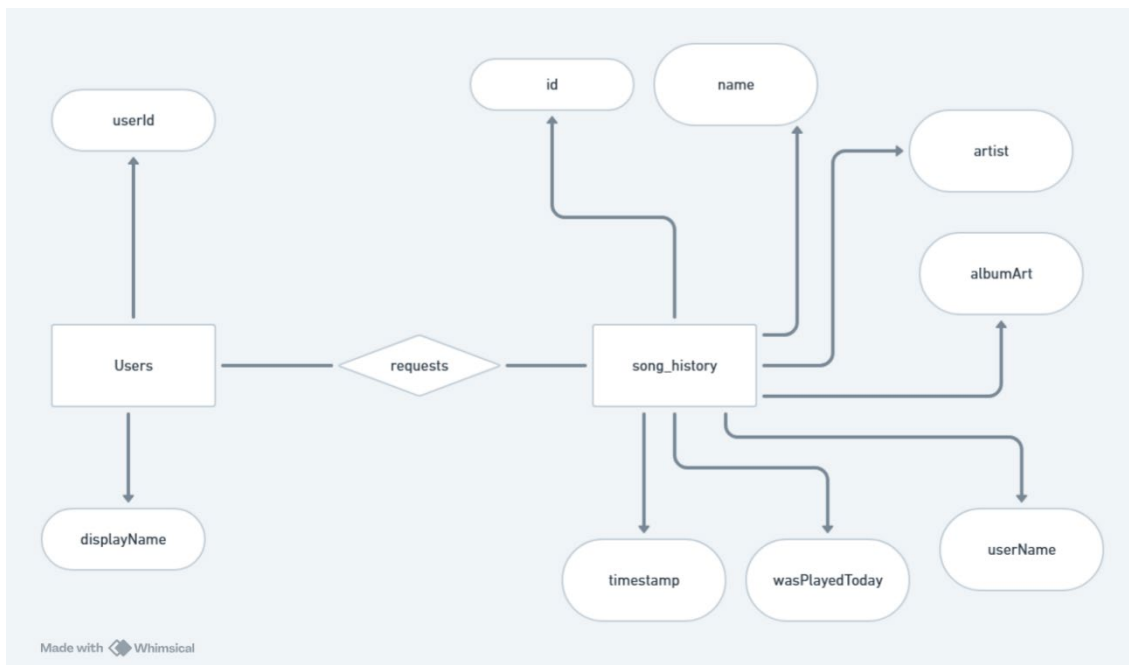 id
name
userId
artist
albumArt
Users
requests
song_history
displayName
timestamp
wasPlayedToday
userName
Made with Whimsical